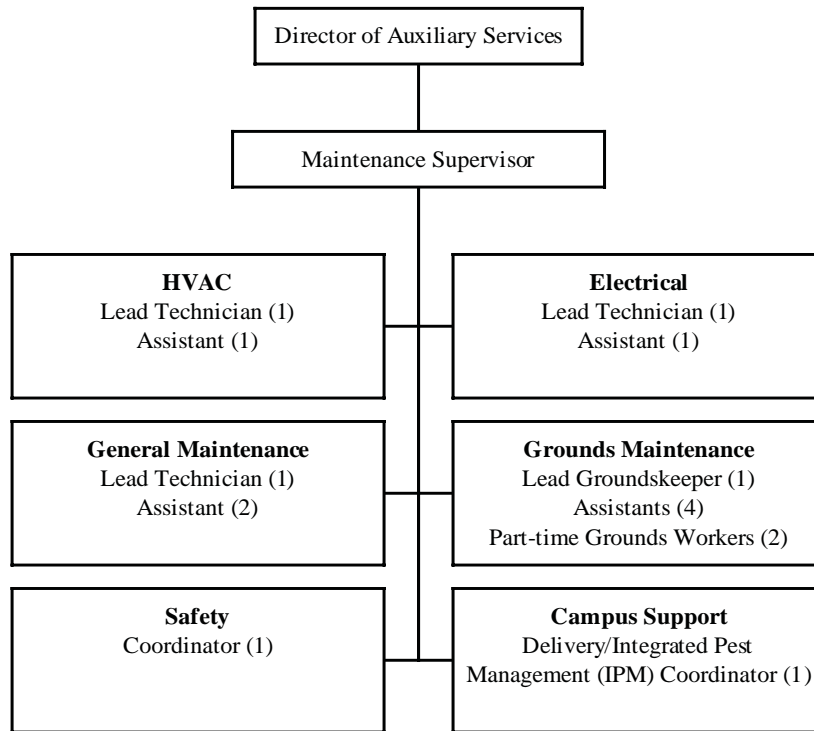 Director of Auxiliary Services
Maintenance Supervisor
HVAC
Lead Technician (1)
Assistant (1)
Electrical
Lead Technician (1)
Assistant (1)
General Maintenance
Lead Technician (1)
Assistant (2)
Grounds Maintenance
Lead Groundskeeper (1)
Assistants (4)
Part-time Grounds Workers (2)
Safety
Coordinator (1)
Campus Support
Delivery/Integrated Pest
Management (IPM) Coordinator (1)